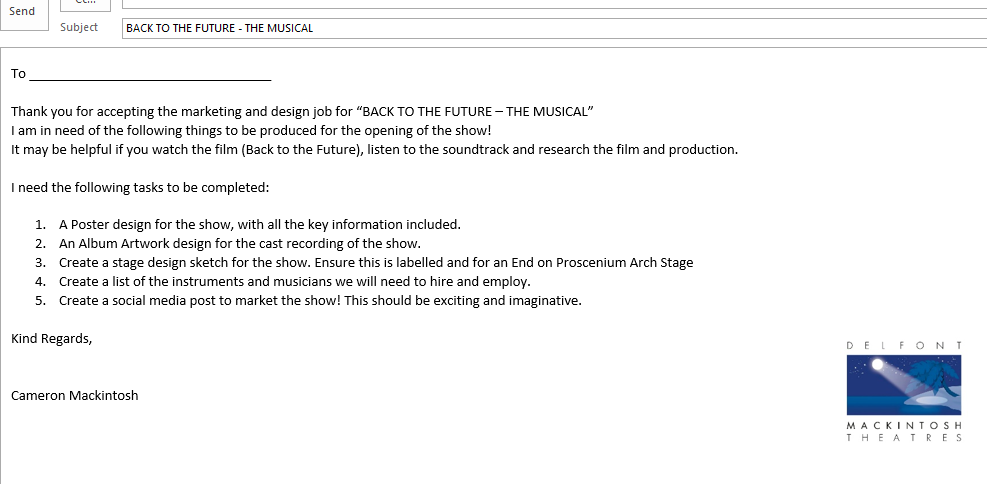 Send
Cc...
Subject
BACK TO THE FUTURE - THE MUSICAL
To ___________________________________
Thank you for accepting the marketing and design job for “BACK TO THE FUTURE – THE MUSICAL”
I am in need of the following things to be produced for the opening of the show!
It may be helpful if you watch the film (Back to the Future), listen to the soundtrack and research the film and production.
I need the following tasks to be completed:
1. A Poster design for the show, with all the key information included.
2. An Album Artwork design for the cast recording of the show.
3. Create a stage design sketch for the show. Ensure this is labelled and for an End on Proscenium Arch Stage
4. Create a list of the instruments and musicians we will need to hire and employ.
5. Create a social media post to market the show! This should be exciting and imaginative.
Kind Regards,
Cameron Mackintosh
DELFONT
MACKINTOSH
THEATRES